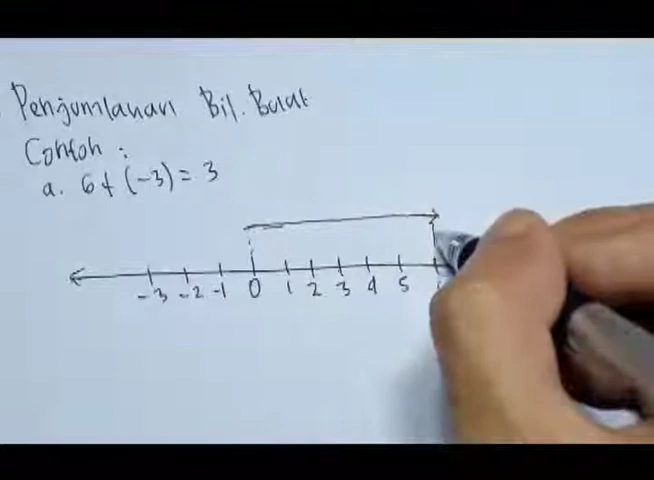 Penjumlahan Bil. Bulat
Contoh :
a. 6 + (-3) = 3
-3 -2 -1 0 1 2 3 4 5